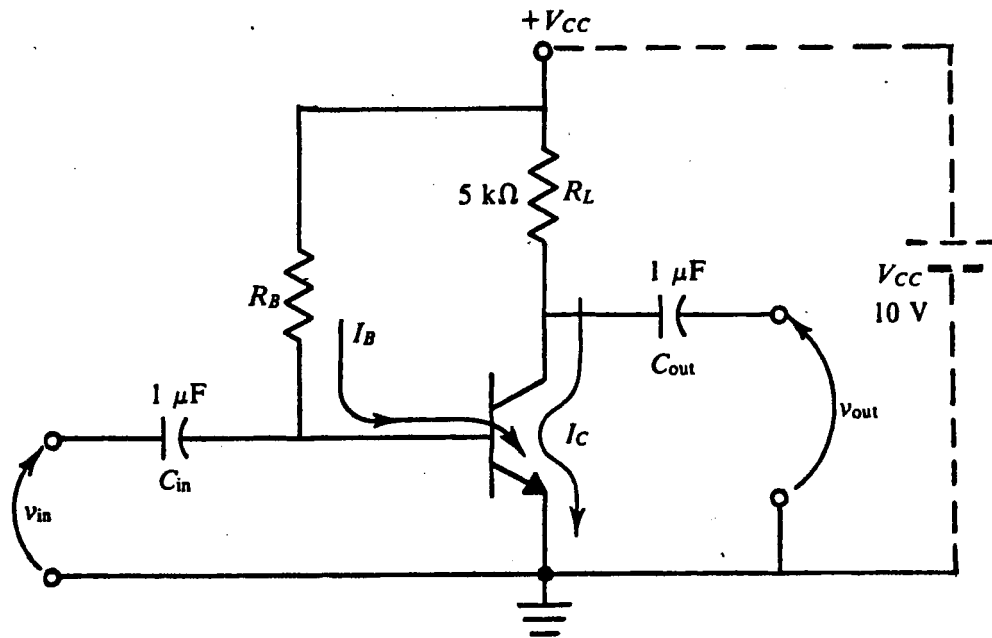 +VCC
5 kΩ RL
RB
1 μF
VCC
10 V
IB
Cout
1 μF
vout
IC
Cin
vin